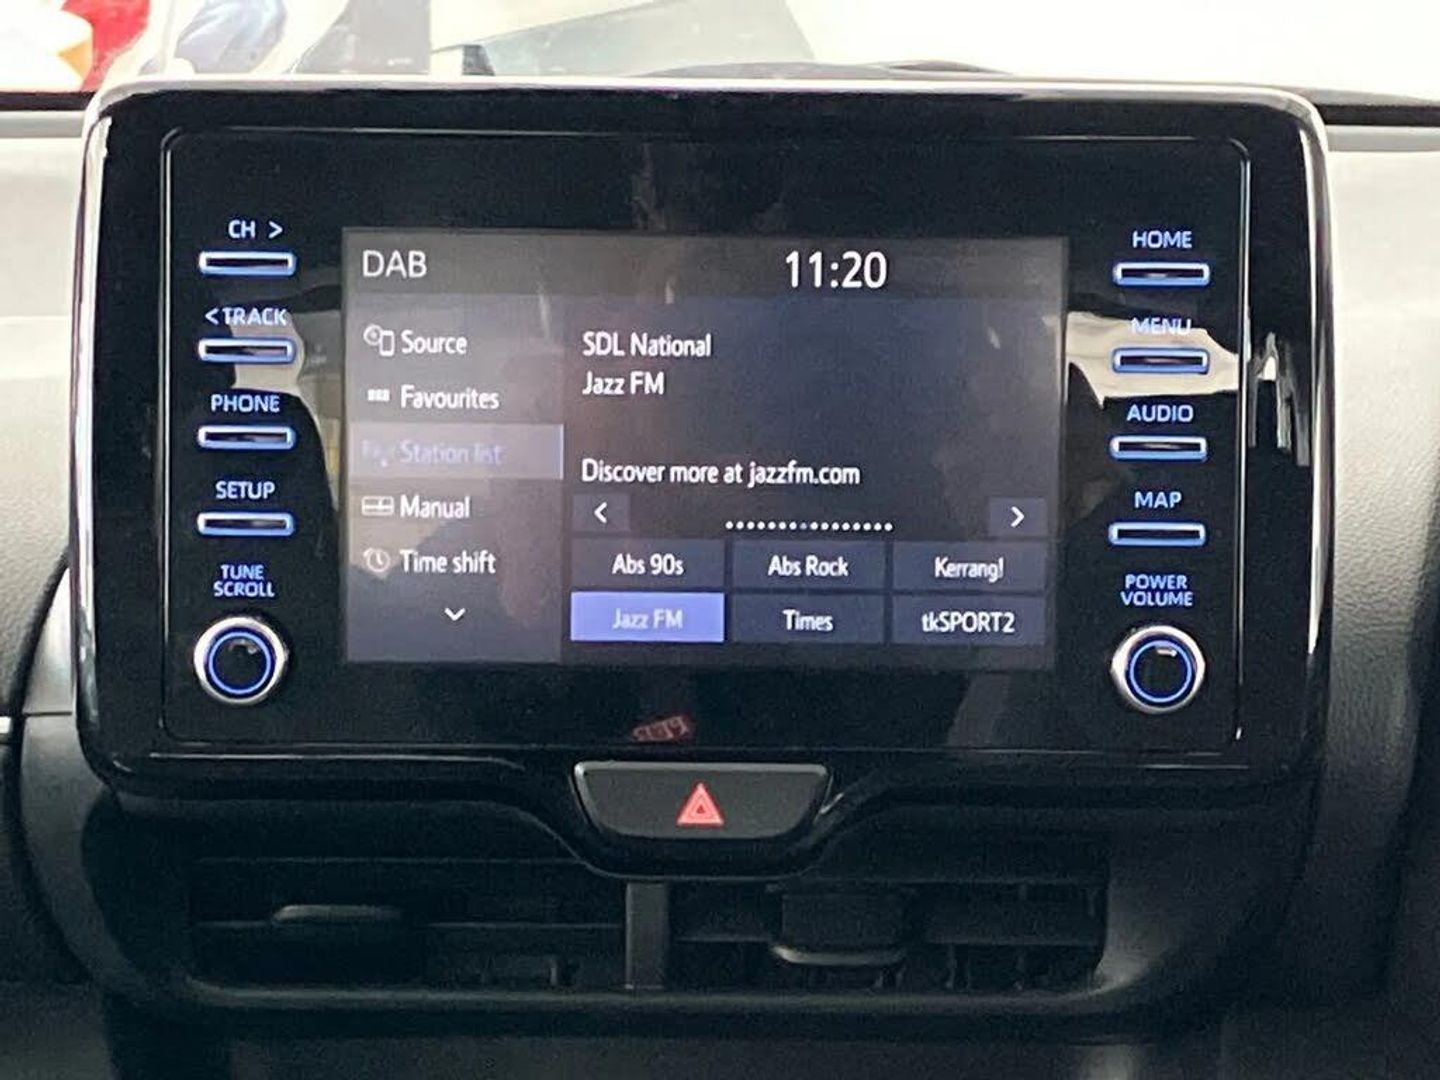 CH >
< TRACK
PHONE
SETUP
TUNE
SCROLL
DAB
11:20
Source
Favourites
Station list
Manual
Time shift
SDL National
Jazz FM
Discover more at jazzfm.com
Abs 90s
Abs Rock
Kerrang!
Jazz FM
Times
tkSPORT2
HOME
MENU
AUDIO
MAP
POWER
VOLUME